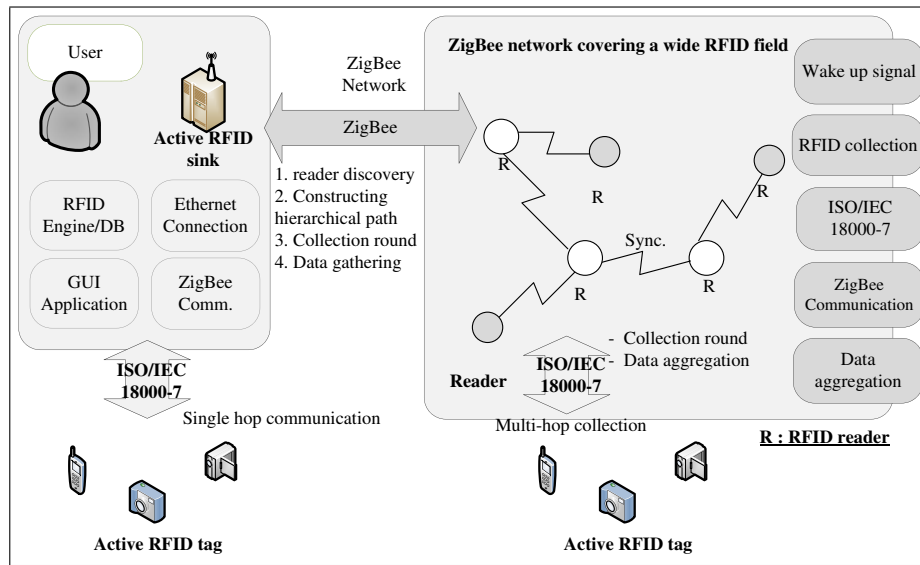 User
Active RFID
sink
RFID
Engine/DB
Ethernet
Connection
GUI
Application
ZigBee
Comm.
ISO/IEC
18000-7
Single hop communication
Active RFID tag
ZigBee
Network
ZigBee
1. reader discovery
2. Constructing
hierarchical path
3. Collection round
4. Data gathering
ZigBee network covering a wide RFID field
R
R
R
Sync.
R
R
Reader
ISO/IEC
18000-7
- Collection round
- Data aggregation
Multi-hop collection
Wake up signal
RFID collection
ISO/IEC
18000-7
ZigBee
Communication
Data
aggregation
R : RFID reader
Active RFID tag